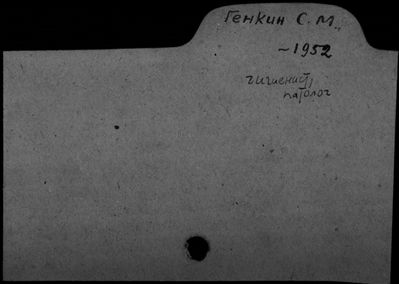 Генкин С. М.,
– 1952
гигиенист,
патолог